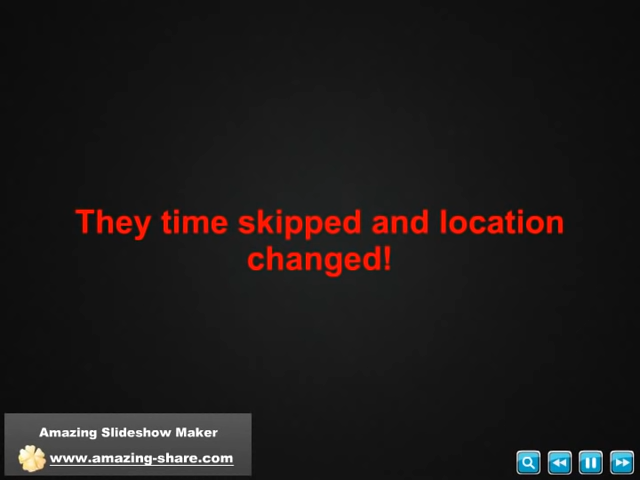 They time skipped and location
changed!
Amazing Slideshow Maker
www.amazing-share.com